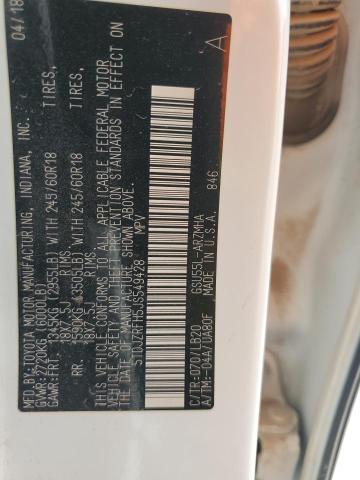 MFD. BY: TOYOTA MOTOR MANUFACTURING, INDIANA, INC. 04/18
GVWR: 2720KG (6000LB)
GAWR: FR. 1345KG (2955LB) WITH 245/60R18 TIRES,
18X7.5J RIMS,
RR. 1590KG (3505LB) WITH 245/60R18 TIRES,
18X7.5J RIMS,
THIS VEHICLE CONFORMS TO ALL APPLICABLE FEDERAL MOTOR
VEHICLE SAFETY, AND THEFT PREVENTION STANDARDS IN EFFECT ON
THE DATE OF MANUFACTURE SHOWN ABOVE.
5TDJZRFH5JS549428 MPV
A
846
C/TR: 070/LB20 GSU55L-ARZMHA
A/TM: -04A/UA80F MADE IN U.S.A.